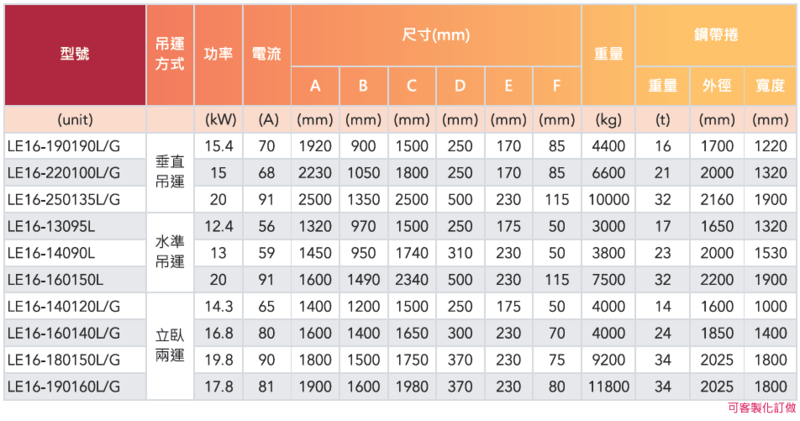 型號 吊運方式 功率 電流 尺寸(mm) 重量 鋼帶捲
A B C D E F 重量 外徑 寬度
(unit) (kW) (A) (mm) (mm) (mm) (mm) (mm) (mm) (kg) (t) (mm) (mm)
LE16-190190L/G 垂直吊運 15.4 70 1920 900 1500 250 170 85 4400 16 1700 1220
LE16-220100L/G 15 68 2230 1050 1800 250 170 85 6600 21 2000 1320
LE16-250135L/G 20 91 2500 1350 2500 500 230 115 10000 32 2160 1900
LE16-13095L 水準吊運 12.4 56 1320 970 1500 250 175 50 3000 17 1650 1320
LE16-14090L 13 59 1450 950 1740 310 230 50 3800 23 2000 1530
LE16-160150L 20 91 1600 1490 2340 500 230 115 7500 32 2200 1900
LE16-140120L/G 立臥兩運 14.3 65 1400 1200 1500 250 175 50 4000 14 1600 1000
LE16-160140L/G 16.8 80 1600 1400 1650 300 230 70 4000 24 1850 1400
LE16-180150L/G 19.8 90 1800 1500 1750 370 230 75 9200 34 2025 1800
LE16-190160L/G 17.8 81 1900 1600 1980 370 230 80 11800 34 2025 1800
可客製化訂做